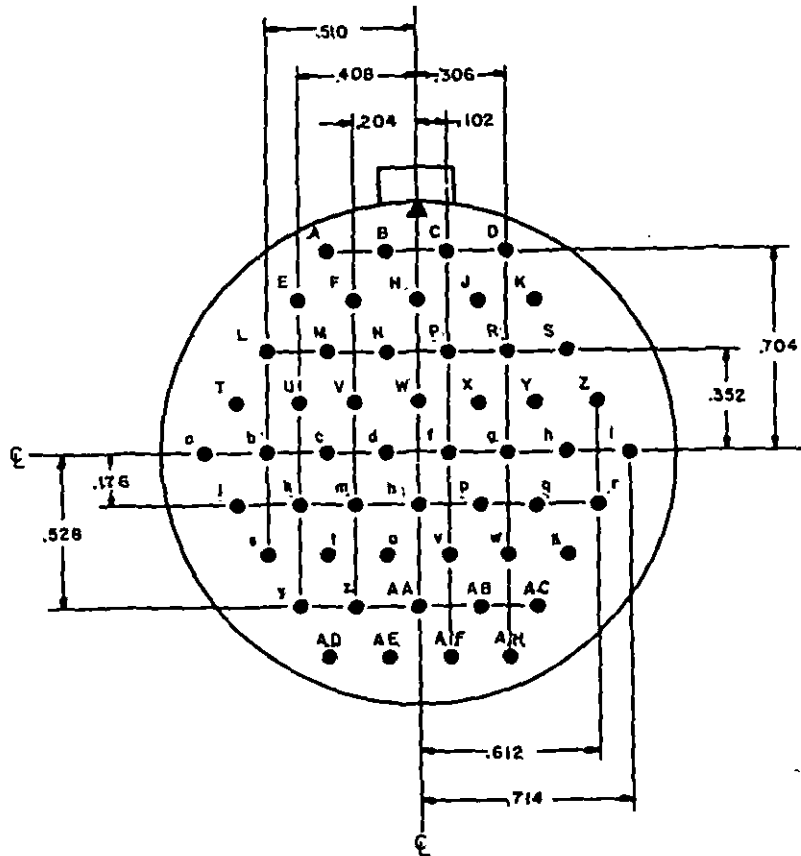 .510
.408 .306
.204 .102
A B C D
E F H J K
L M N P R S
.704
.352
T U V W X Y Z
a b c d f g h i
℄
.176
j k m n p q r
.528
s t v w x
y z AA AB AC
AD AE AF AH
.612
.714
℄